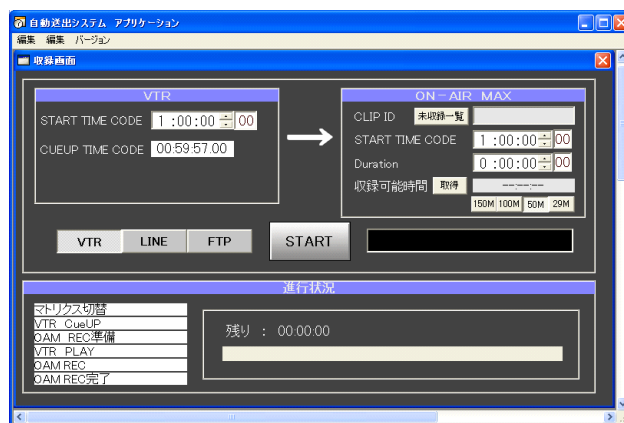 自動送出システム アプリケーション
編集 編集 バージョン
収録画面
VTR
START TIME CODE 1:00:00 00
CUEUP TIME CODE 00:59:57.00
ON-AIR MAX
CLIP ID 未収録一覧
START TIME CODE 1:00:00 00
Duration 0:00:00 00
収録可能時間 取得 --:--:--
150M 100M 50M 29M
VTR LINE FTP START
進行状況
マトリクス切替
VTR CueUP
OAM REC準備
VTR PLAY
OAM REC
OAM REC完了
残り : 00:00:00